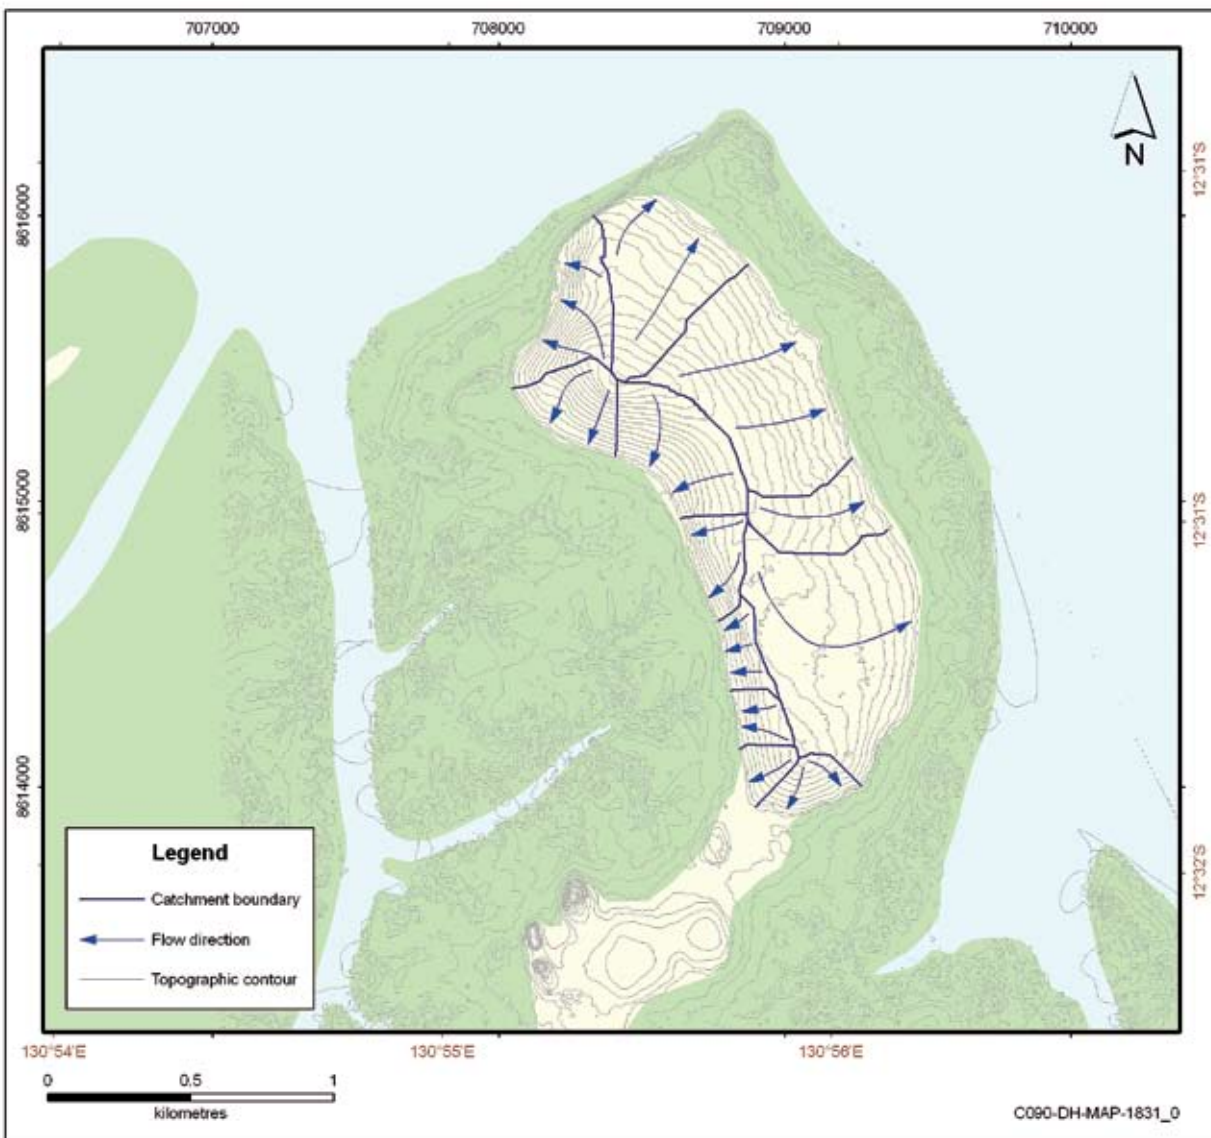 707000 708000 709000 710000
N
12°31'S
8616000
8615000
12°31'S
8614000
12°32'S
Legend
Catchment boundary
Flow direction
Topographic contour
130°54'E 130°55'E 130°56'E
0 0.5 1
kilometres
C090-DH-MAP-1831_0